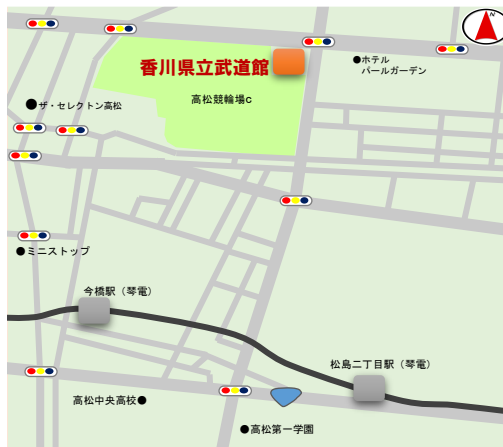 N
香川県立武道館
●ホテル
パールガーデン
高松競輪場c
●ザ・セレクトン高松
●ミニストップ
今橋駅（琴電）
松島二丁目駅（琴電）
高松中央高校●
●高松第一学園